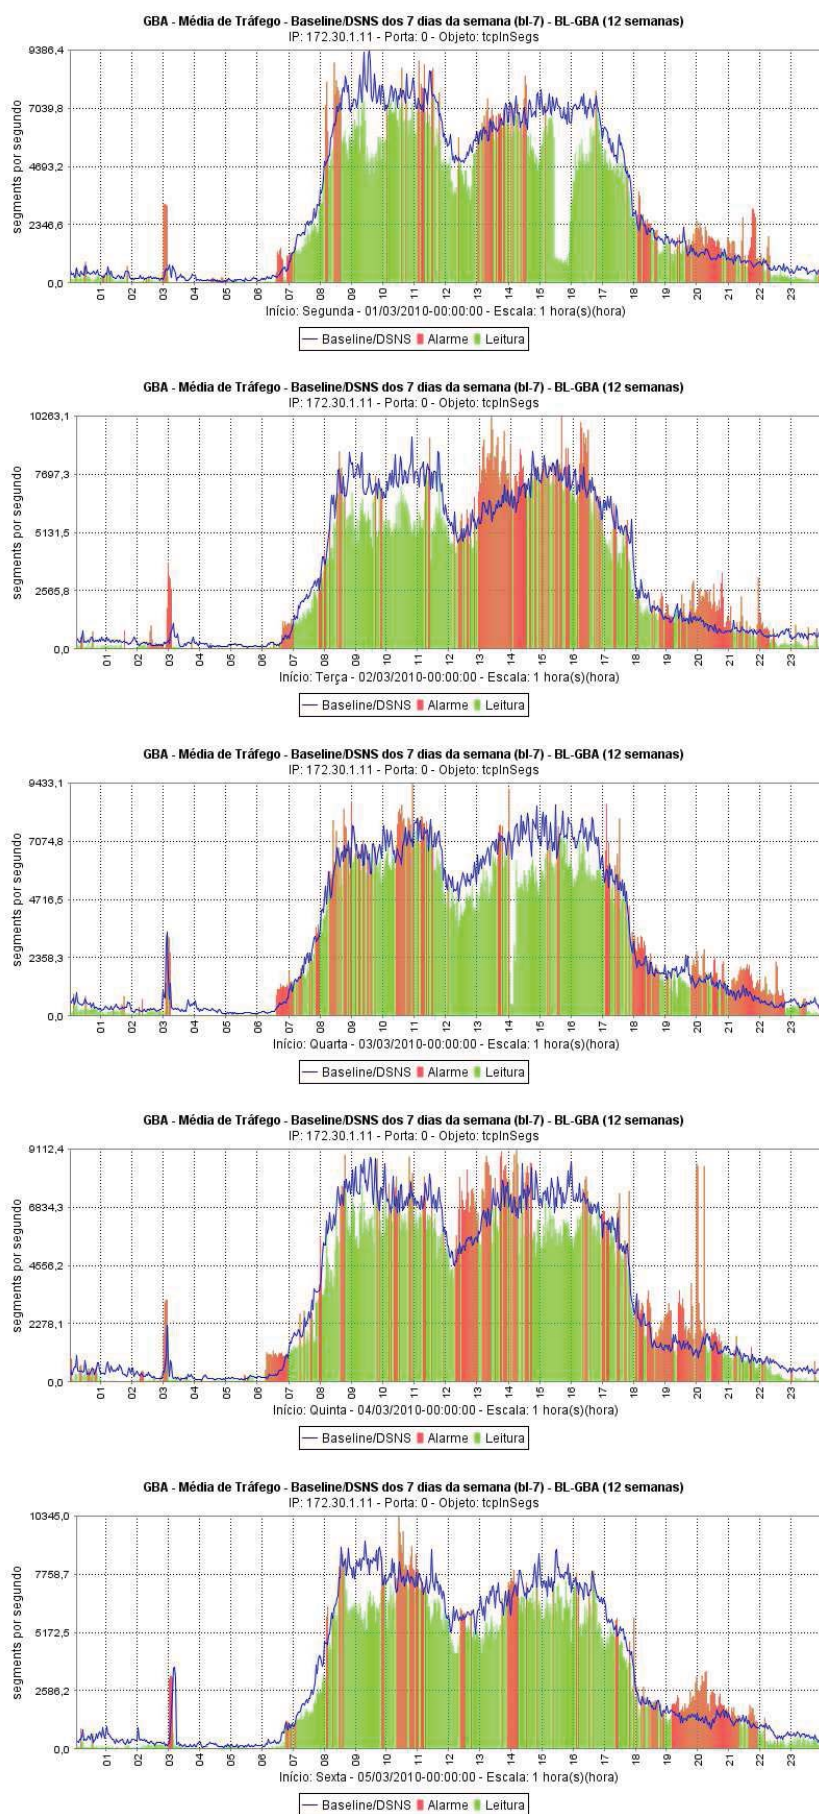 GBA - Média de Tráfego - Baseline/DSNS dos 7 dias da semana (bl-7) - BL-GBA (12 semanas)
IP: 172.30.1.11 - Porta: 0 - Objeto: tcpInSegs
segments por segundo
9386,4
7039,8
4693,2
2346,6
0,0
01 02 03 04 05 06 07 08 09 10 11 12 13 14 15 16 17 18 19 20 21 22 23
Início: Segunda - 01/03/2010-00:00:00 - Escala: 1 hora(s)(hora)
Baseline/DSNS Alarme Leitura
GBA - Média de Tráfego - Baseline/DSNS dos 7 dias da semana (bl-7) - BL-GBA (12 semanas)
IP: 172.30.1.11 - Porta: 0 - Objeto: tcpInSegs
segments por segundo
10263,1
7697,3
5131,5
2565,8
0,0
01 02 03 04 05 06 07 08 09 10 11 12 13 14 15 16 17 18 19 20 21 22 23
Início: Terça - 02/03/2010-00:00:00 - Escala: 1 hora(s)(hora)
Baseline/DSNS Alarme Leitura
GBA - Média de Tráfego - Baseline/DSNS dos 7 dias da semana (bl-7) - BL-GBA (12 semanas)
IP: 172.30.1.11 - Porta: 0 - Objeto: tcpInSegs
segments por segundo
9433,1
7074,8
4716,5
2358,3
0,0
01 02 03 04 05 06 07 08 09 10 11 12 13 14 15 16 17 18 19 20 21 22 23
Início: Quarta - 03/03/2010-00:00:00 - Escala: 1 hora(s)(hora)
Baseline/DSNS Alarme Leitura
GBA - Média de Tráfego - Baseline/DSNS dos 7 dias da semana (bl-7) - BL-GBA (12 semanas)
IP: 172.30.1.11 - Porta: 0 - Objeto: tcpInSegs
segments por segundo
9112,4
6834,3
4556,2
2278,1
0,0
01 02 03 04 05 06 07 08 09 10 11 12 13 14 15 16 17 18 19 20 21 22 23
Início: Quinta - 04/03/2010-00:00:00 - Escala: 1 hora(s)(hora)
Baseline/DSNS Alarme Leitura
GBA - Média de Tráfego - Baseline/DSNS dos 7 dias da semana (bl-7) - BL-GBA (12 semanas)
IP: 172.30.1.11 - Porta: 0 - Objeto: tcpInSegs
segments por segundo
10345,0
7758,7
5172,5
2586,2
0,0
01 02 03 04 05 06 07 08 09 10 11 12 13 14 15 16 17 18 19 20 21 22 23
Início: Sexta - 05/03/2010-00:00:00 - Escala: 1 hora(s)(hora)
Baseline/DSNS Alarme Leitura